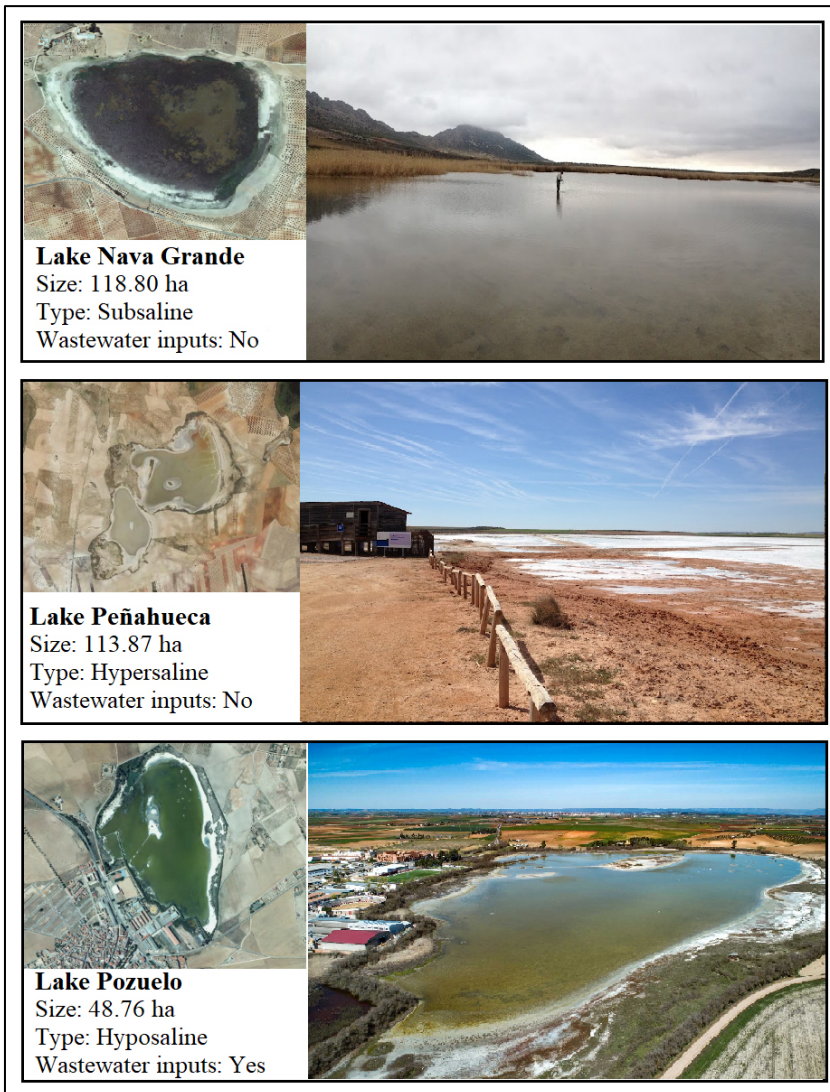 Lake Nava Grande
Size: 118.80 ha
Type: Subsaline
Wastewater inputs: No
Lake Peñahueca
Size: 113.87 ha
Type: Hypersaline
Wastewater inputs: No
Lake Pozuelo
Size: 48.76 ha
Type: Hyposaline
Wastewater inputs: Yes